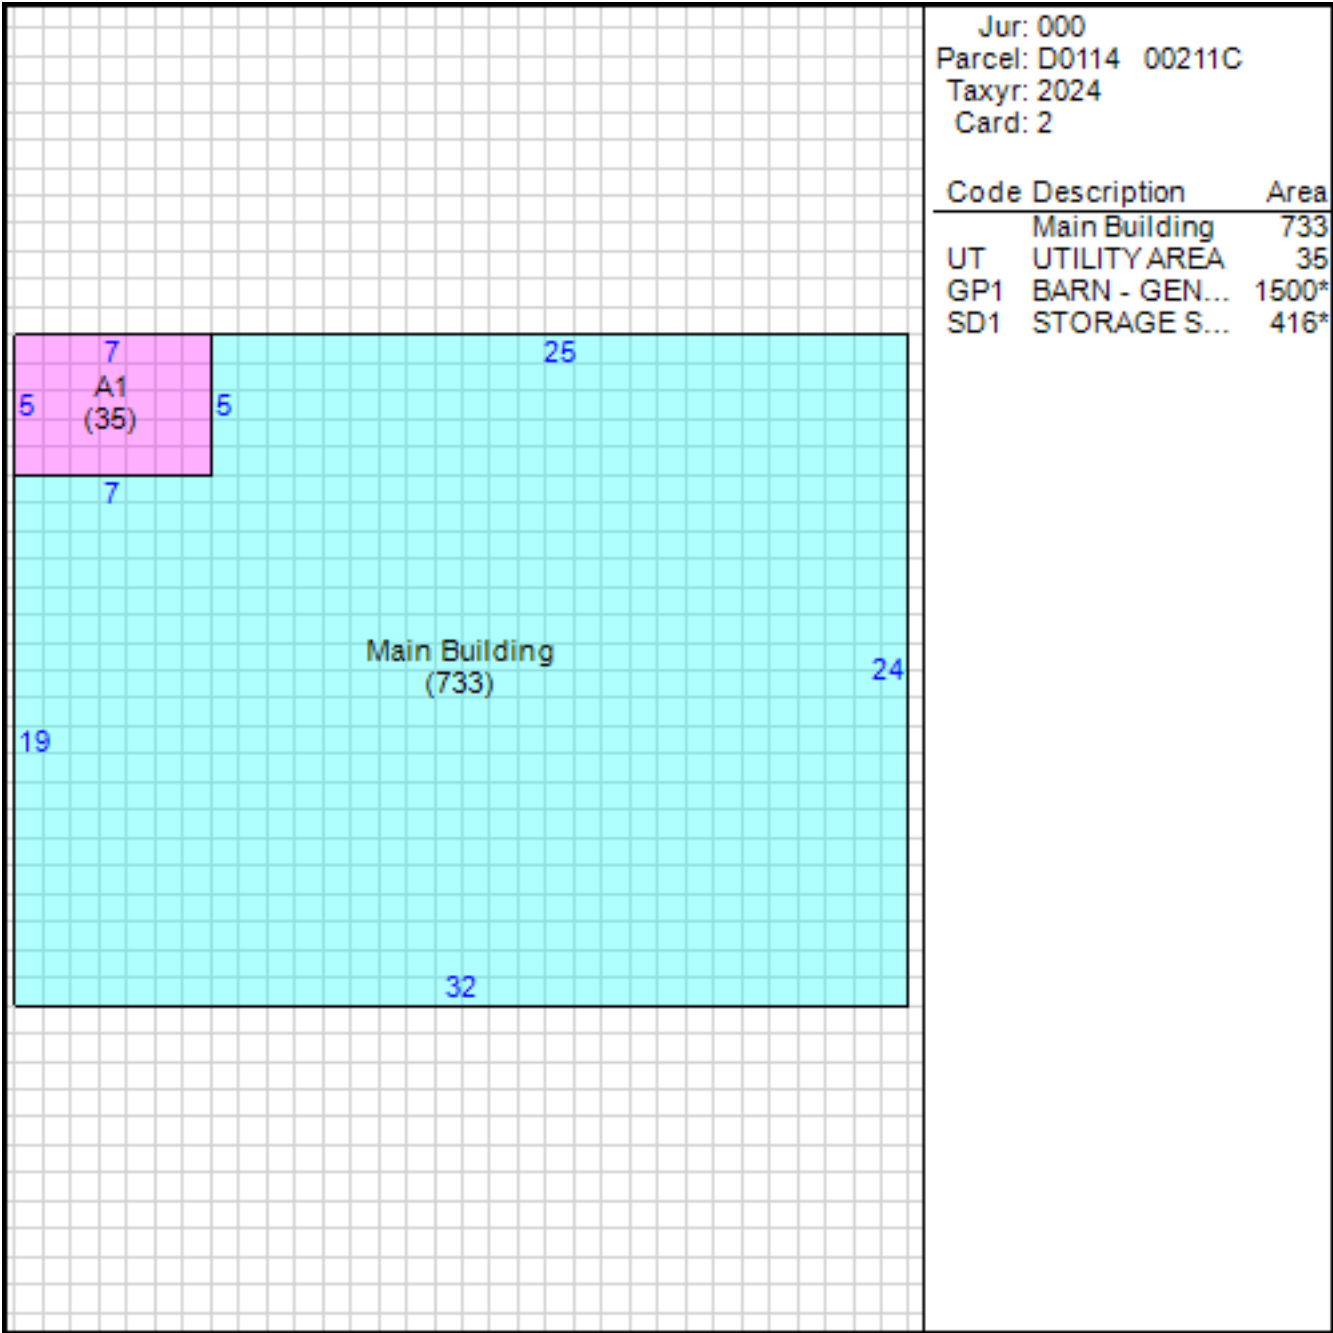 Jur: 000
Parcel: D0114 00211C
Taxyr: 2024
Card: 2
Code Description Area
Main Building 733
UT UTILITY AREA 35
GP1 BARN - GEN... 1500*
SD1 STORAGE S... 416*
7
25
A1
5
5
(35)
7
Main Building
24
(733)
19
32